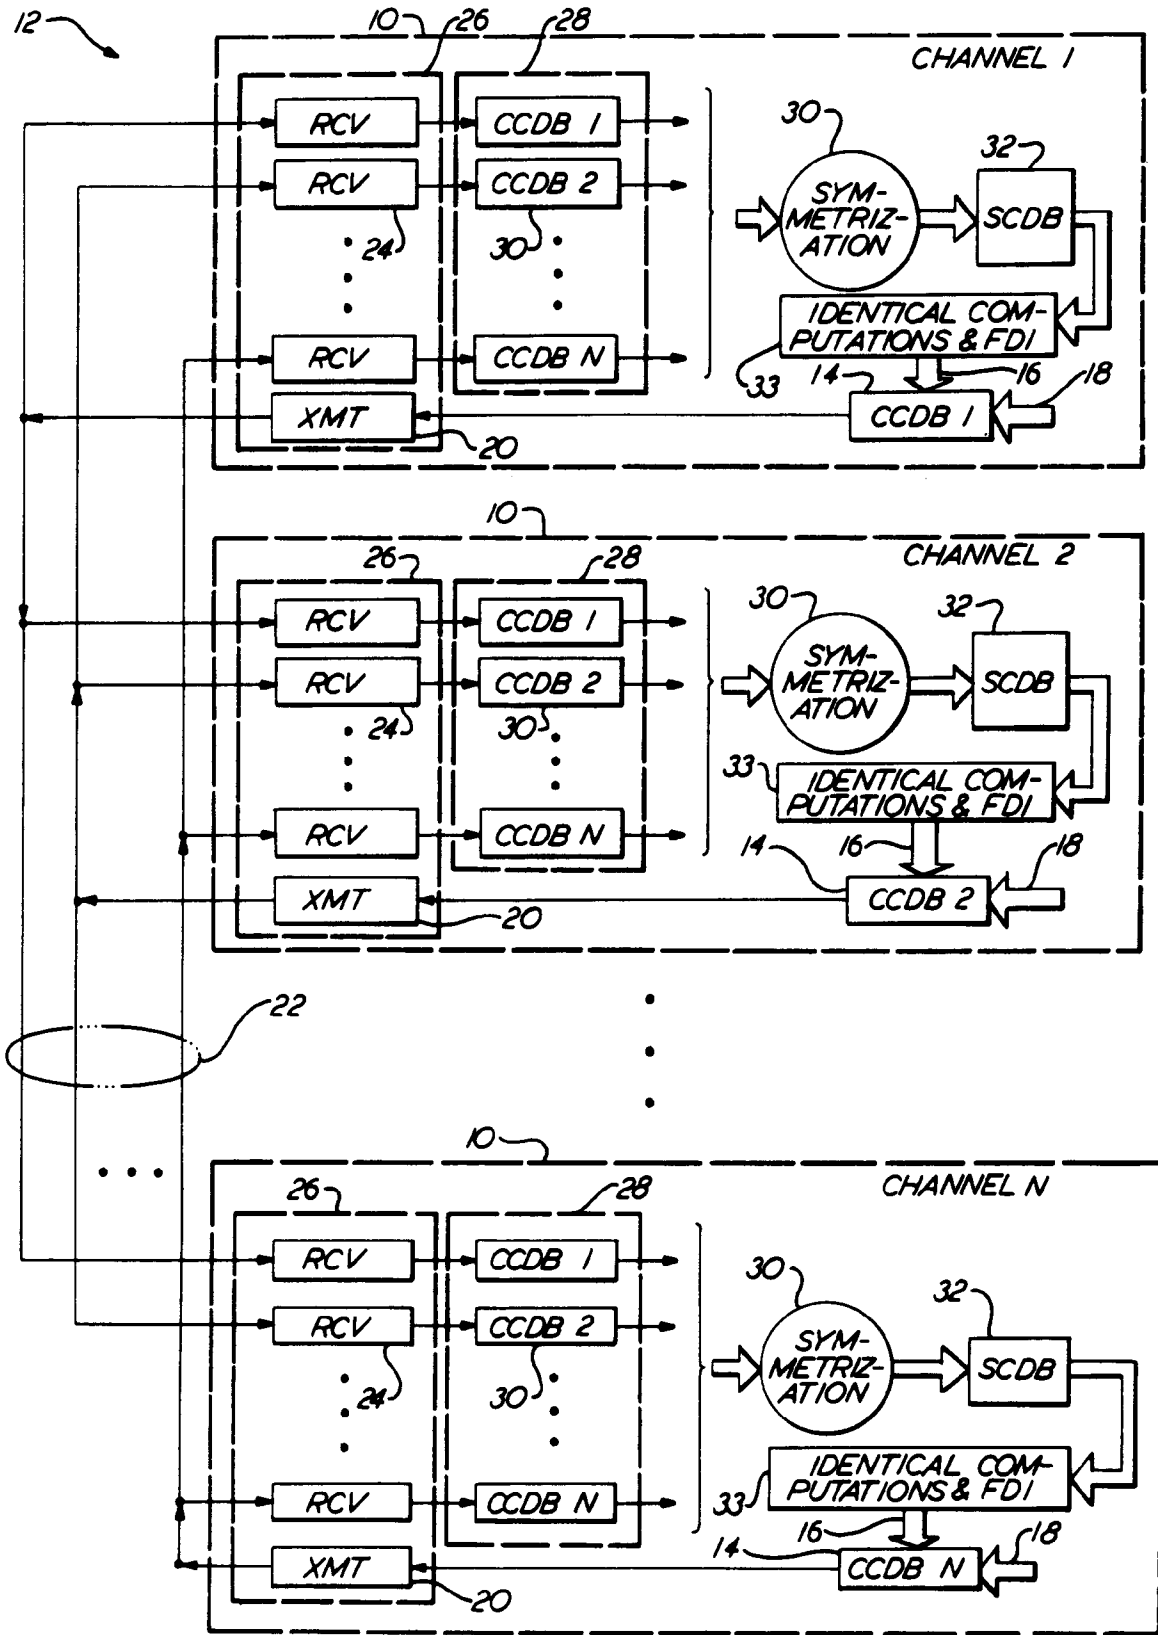 12
10
26
28
CHANNEL 1
RCV
CCDB 1
30
32
RCV
CCDB 2
SYM-
METRIZ-
ATION
SCDB
24
30
IDENTICAL COM-
PUTATIONS & FDI
RCV
CCDB N
33
14
16
18
XMT
CCDB 1
20
10
26
28
CHANNEL 2
30
32
RCV
CCDB 1
RCV
CCDB 2
SYM-
METRIZ-
ATION
SCDB
24
30
33
IDENTICAL COM-
PUTATIONS & FDI
RCV
CCDB N
14
16
18
XMT
CCDB 2
20
22
10
26
28
CHANNEL N
RCV
CCDB 1
30
32
RCV
CCDB 2
SYM-
METRIZ-
ATION
SCDB
24
30
IDENTICAL COM-
PUTATIONS & FDI
33
RCV
CCDB N
16
14
18
XMT
CCDB N
20